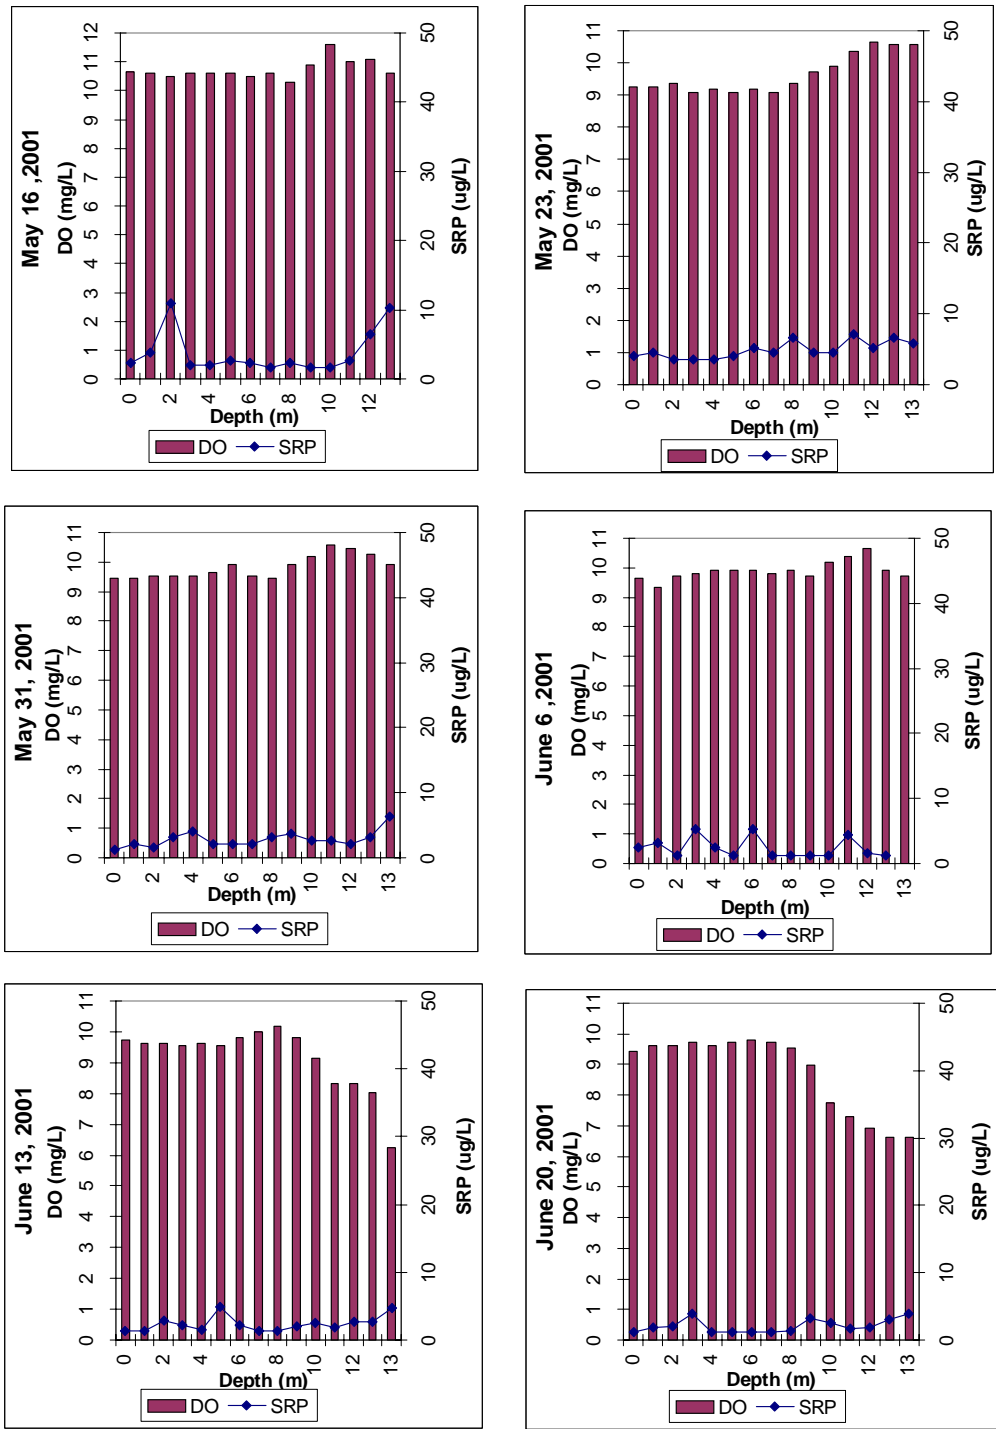 May 16 ,2001
DO (mg/L)
0 1 2 3 4 5 6 7 8 9 10 11 12
0 10 20 30 40 50
SRP (ug/L)
0 2 4 6 8 10 12
Depth (m)
DO SRP
May 23, 2001
DO (mg/L)
0 1 2 3 4 5 6 7 8 9 10 11
0 10 20 30 40 50
SRP (ug/L)
0 2 4 6 8 10 12 13
Depth (m)
DO SRP
May 31, 2001
DO (mg/L)
0 1 2 3 4 5 6 7 8 9 10 11
0 10 20 30 40 50
SRP (ug/L)
0 2 4 6 8 10 12 13
Depth (m)
DO SRP
June 6 ,2001
DO (mg/L)
0 1 2 3 4 5 6 7 8 9 10 11
0 10 20 30 40 50
SRP (ug/L)
0 2 4 6 8 10 12 13
Depth (m)
DO SRP
June 13, 2001
DO (mg/L)
0 1 2 3 4 5 6 7 8 9 10 11
0 10 20 30 40 50
SRP (ug/L)
0 2 4 6 8 10 12 13
Depth (m)
DO SRP
June 20, 2001
DO (mg/L)
0 1 2 3 4 5 6 7 8 9 10 11
0 10 20 30 40 50
SRP (ug/L)
0 2 4 6 8 10 12 13
Depth (m)
DO SRP